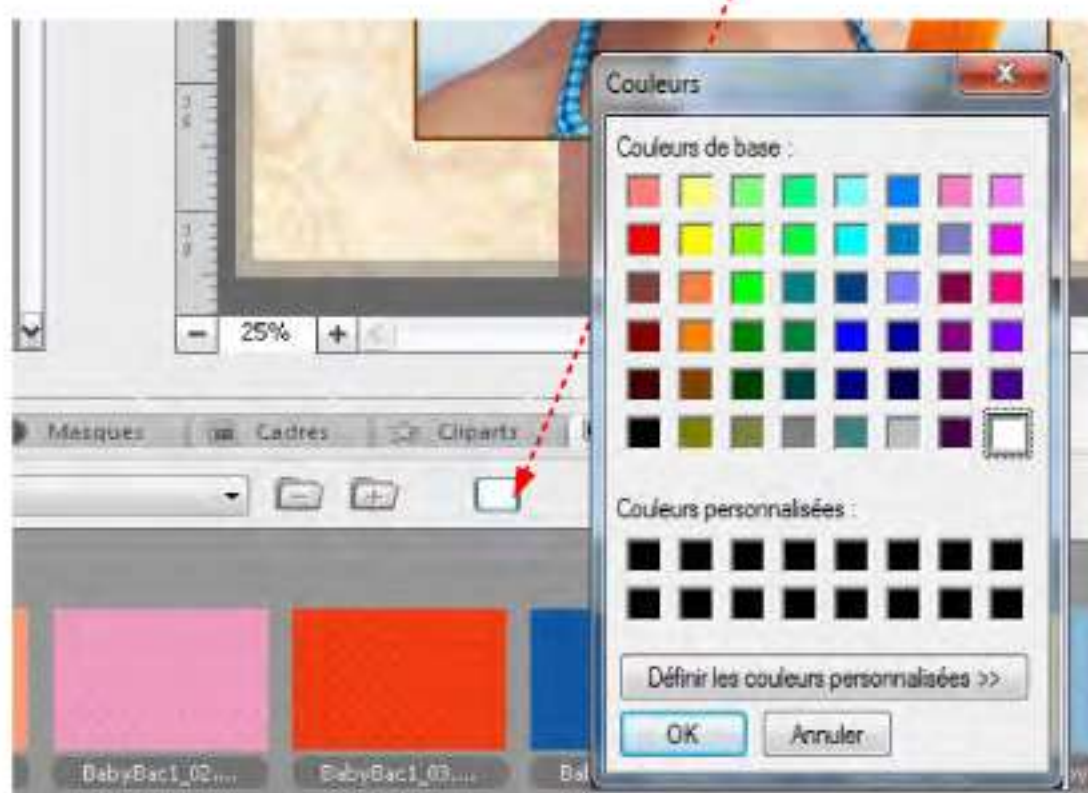 Couleurs
Couleurs de base :
25%
Masques
Cadres
Cliparts
Couleurs personnalisées :
Définir les couleurs personnalisées >>
OK
Annuler
BabyBac1_02....
BabyBac1_03....